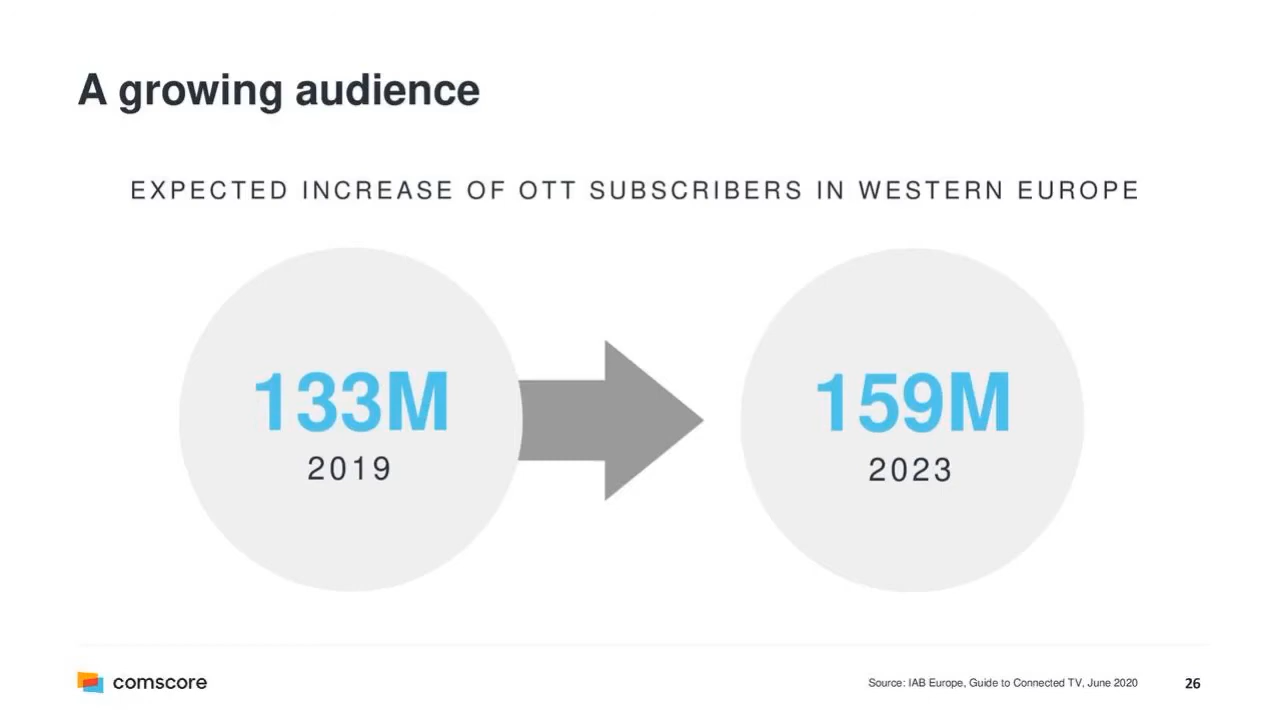 A growing audience
EXPECTED INCREASE OF OTT SUBSCRIBERS IN WESTERN EUROPE
133M
2019
159M
2023
comscore
Source: IAB Europe, Guide to Connected TV, June 2020
26